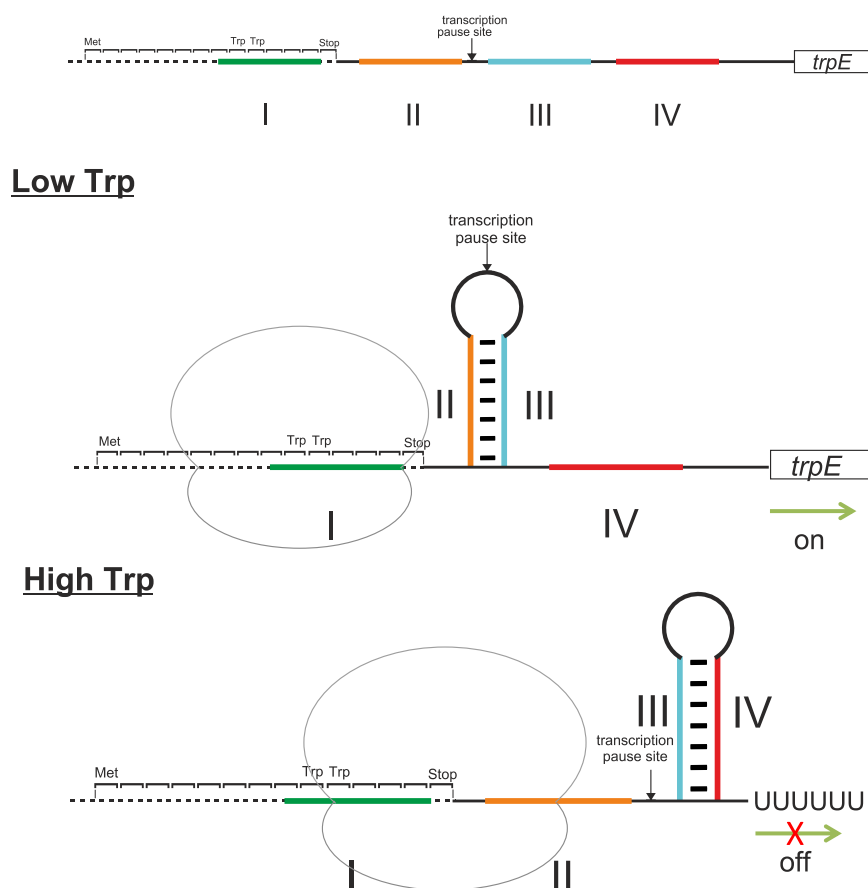 transcription
pause site
Met Trp Trp Stop
trpE
I II III IV
Low Trp
transcription
pause site
II III
Met Trp Trp Stop
trpE
I IV
on
High Trp
III IV
transcription
pause site
Met Trp Trp Stop
UUUUUU
X
off
I II